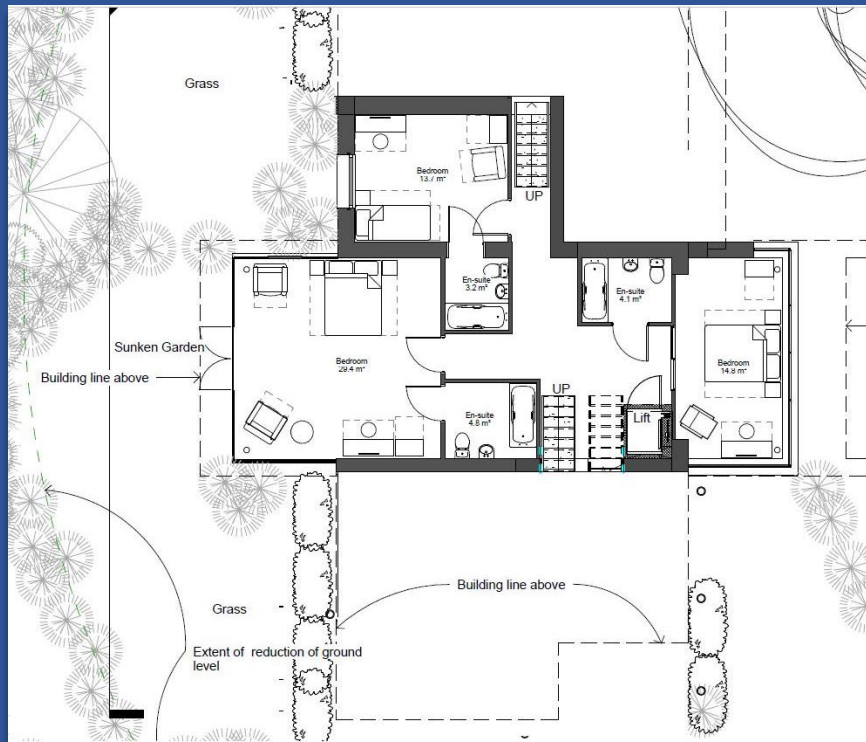 Grass
Bedroom
13.7 m²
UP
En-suite
3.2 m²
En-suite
4.1 m²
Sunken Garden
Building line above
Bedroom
29.4 m²
Bedroom
14.8 m²
UP
En-suite
4.8 m²
Lift
Building line above
Grass
Extent of reduction of ground
level